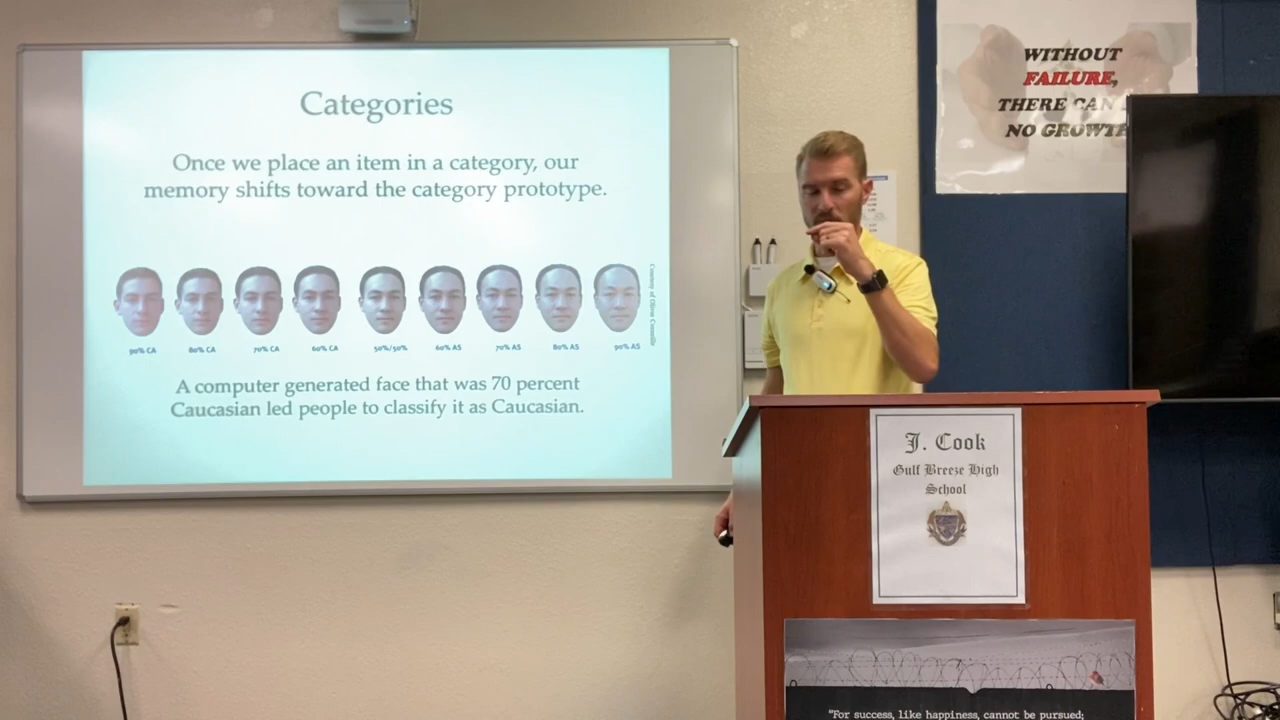 Categories
Once we place an item in a category, our
memory shifts toward the category prototype.
90% CA
80% CA
70% CA
60% CA
50%/50%
60% AS
70% AS
80% AS
90% AS
A computer generated face that was 70 percent
Caucasian led people to classify it as Caucasian.
WITHOUT
FAILURE,
THERE CAN
NO GROWTH
J. Cook
Gulf Breeze High
School
"For success, like happiness, cannot be pursued;